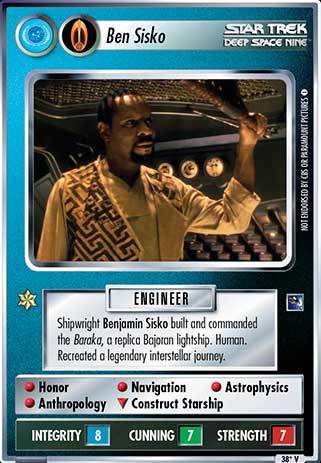 Ben Sisko
STAR TREK
DEEP SPACE NINE
NOT ENDORSED BY CBS OR PARAMOUNT PICTURES
ENGINEER
Shipwright Benjamin Sisko built and commanded
the Baraka, a replica Bajoran lightship. Human.
Recreated a legendary interstellar journey.
Honor Navigation Astrophysics
Anthropology Construct Starship
INTEGRITY 8 CUNNING 7 STRENGTH 7
38* V